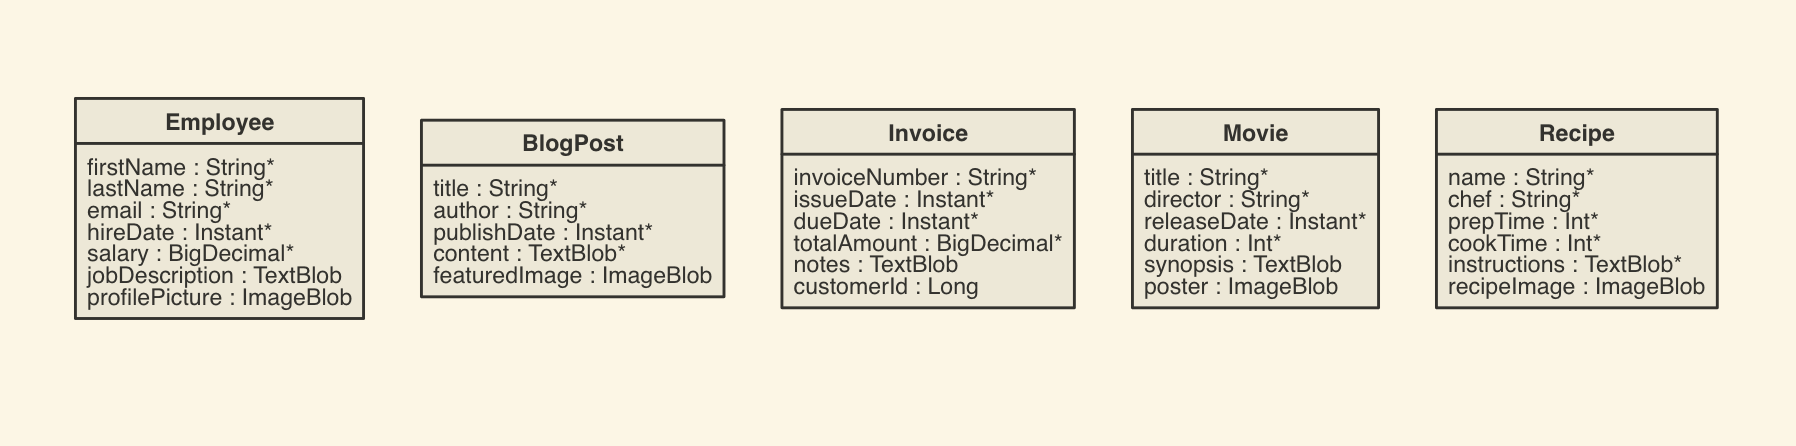 Employee
firstName : String*
lastName : String*
email : String*
hireDate : Instant*
salary : BigDecimal*
jobDescription : TextBlob
profilePicture : ImageBlob
BlogPost
title : String*
author : String*
publishDate : Instant*
content : TextBlob*
featuredImage : ImageBlob
Invoice
invoiceNumber : String*
issueDate : Instant*
dueDate : Instant*
totalAmount : BigDecimal*
notes : TextBlob
customerId : Long
Movie
title : String*
director : String*
releaseDate : Instant*
duration : Int*
synopsis : TextBlob
poster : ImageBlob
Recipe
name : String*
chef : String*
prepTime : Int*
cookTime : Int*
instructions : TextBlob*
recipeImage : ImageBlob